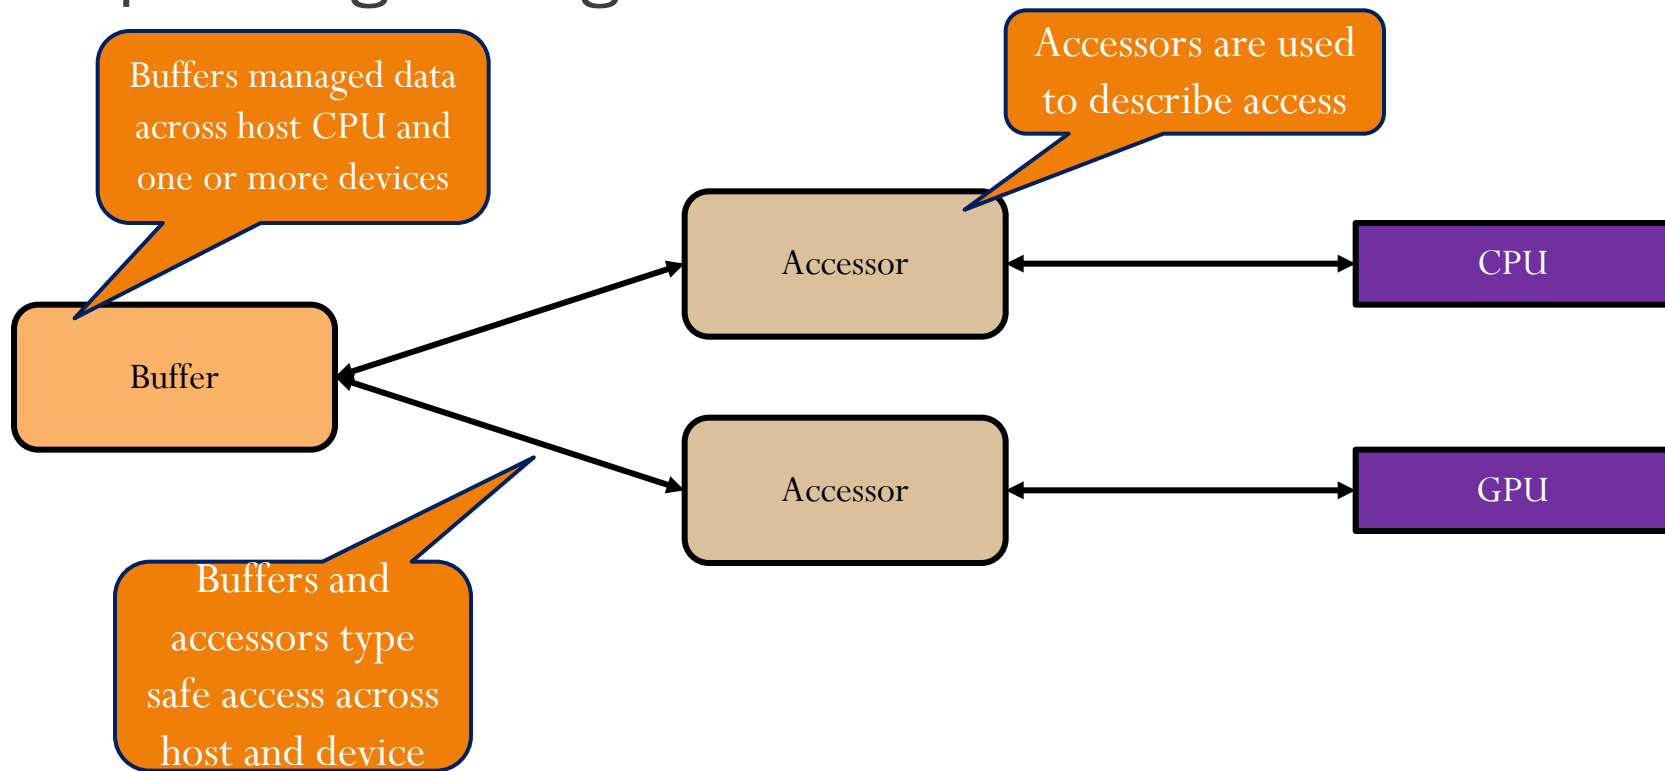 Buffers managed data
across host CPU and
one or more devices
Accessors are used
to describe access
Accessor
CPU
Buffer
Accessor
GPU
Buffers and
accessors type
safe access across
host and device